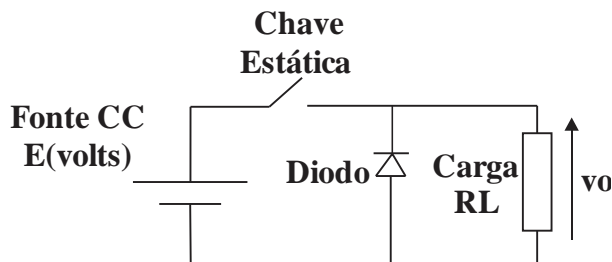 Chave
Estática
Fonte CC
E(volts)
Diodo
Carga
RL
vo